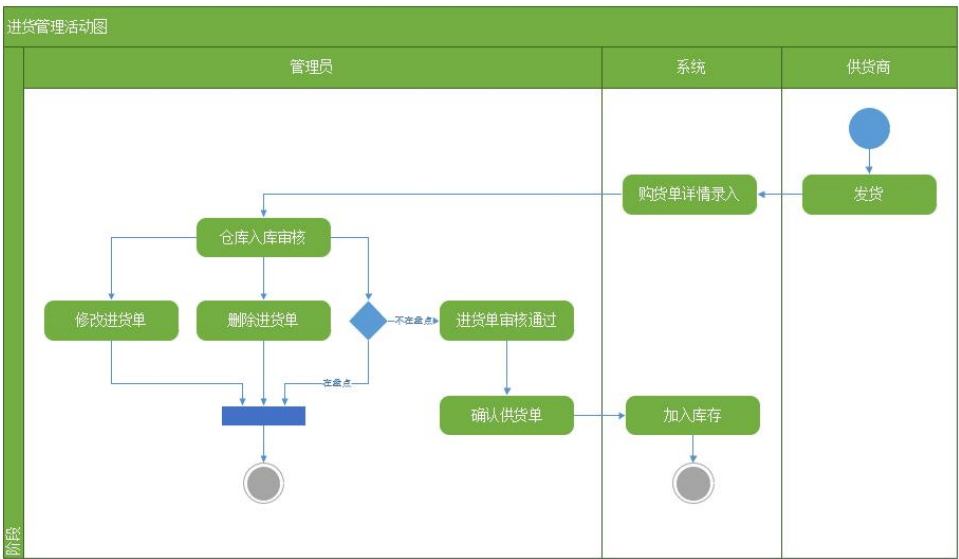 进货管理活动图
管理员
系统
供货商
购货单详情录入
发货
仓库入库审核
修改进货单
删除进货单
不在盘点
进货单审核通过
在盘点
确认供货单
加入库存
阶段